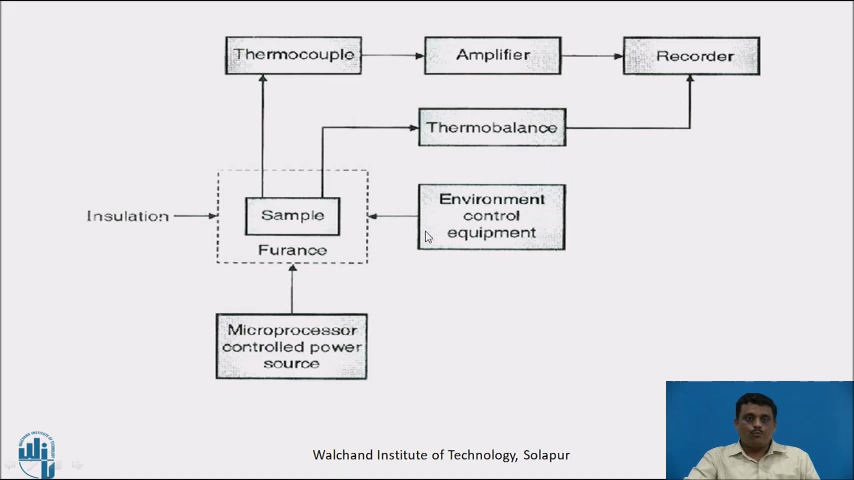 Thermocouple
Amplifier
Recorder
Thermobalance
Insulation
Sample
Furance
Environment
control
equipment
Microprocessor
controlled power
source
Walchand Institute of Technology, Solapur